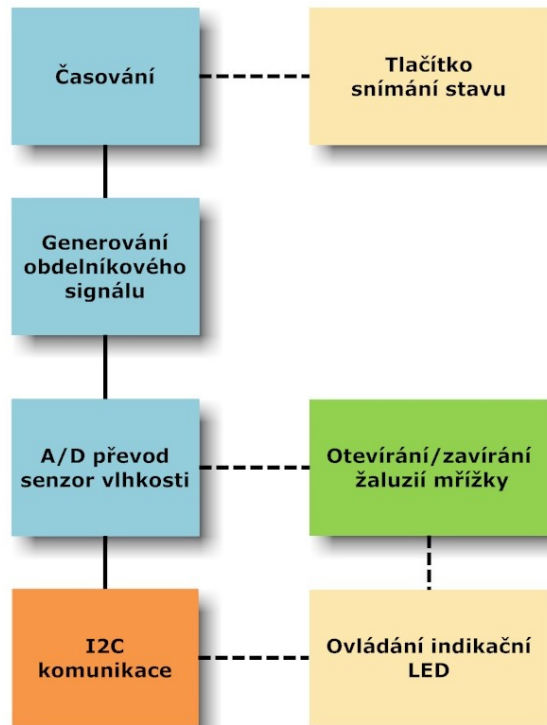 Časování
Tlačítko
snímání stavu
Generování
obdelníkového
signálu
A/D převod
senzor vlhkosti
Otevírání/zavírání
žaluzií mřížky
I2C
komunikace
Ovládání indikační
LED